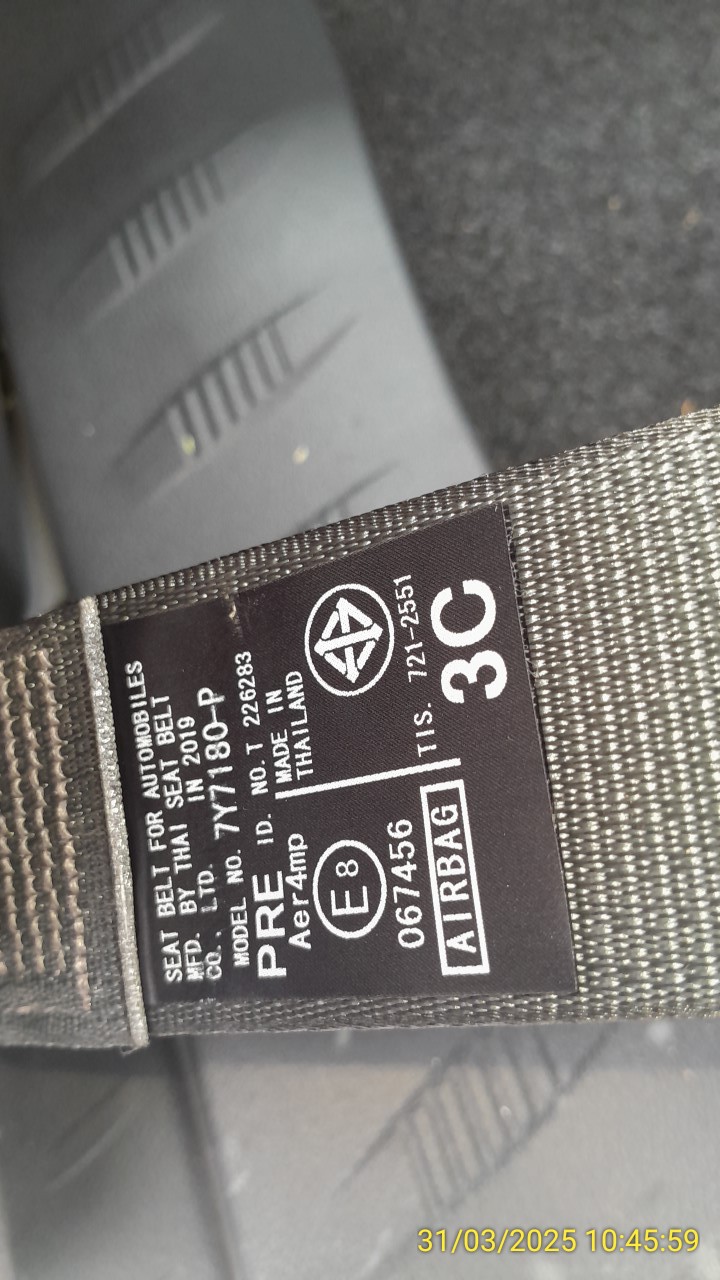 SEAT BELT FOR AUTOMOBILES
MFD. BY THAI SEAT BELT
CO., LTD. IN 2019
MODEL NO. 7Y7180-P
PRE ID. NO.T 226283
Aer4mp
MADE IN
THAILAND
E8
067456
TIS. 721-2551
AIRBAG
3C
31/03/2025 10:45:59